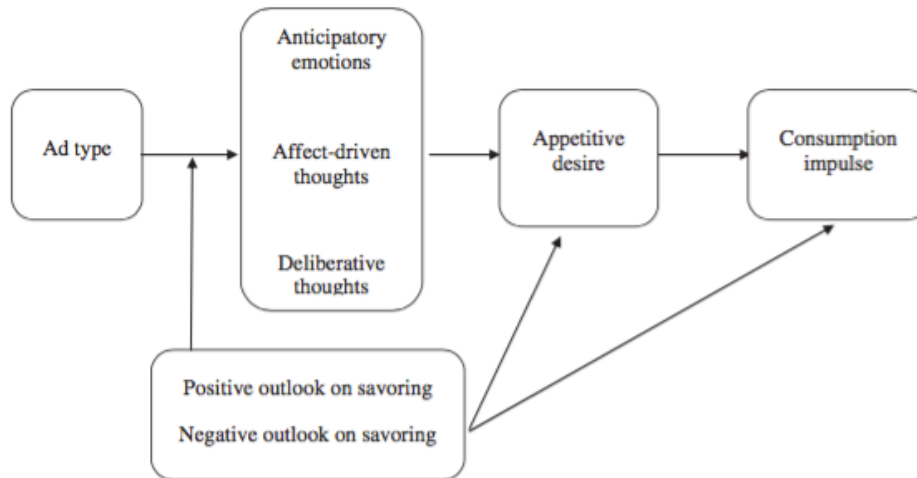 Anticipatory
emotions
Ad type
Affect-driven
thoughts
Deliberative
thoughts
Appetitive
desire
Consumption
impulse
Positive outlook on savoring
Negative outlook on savoring